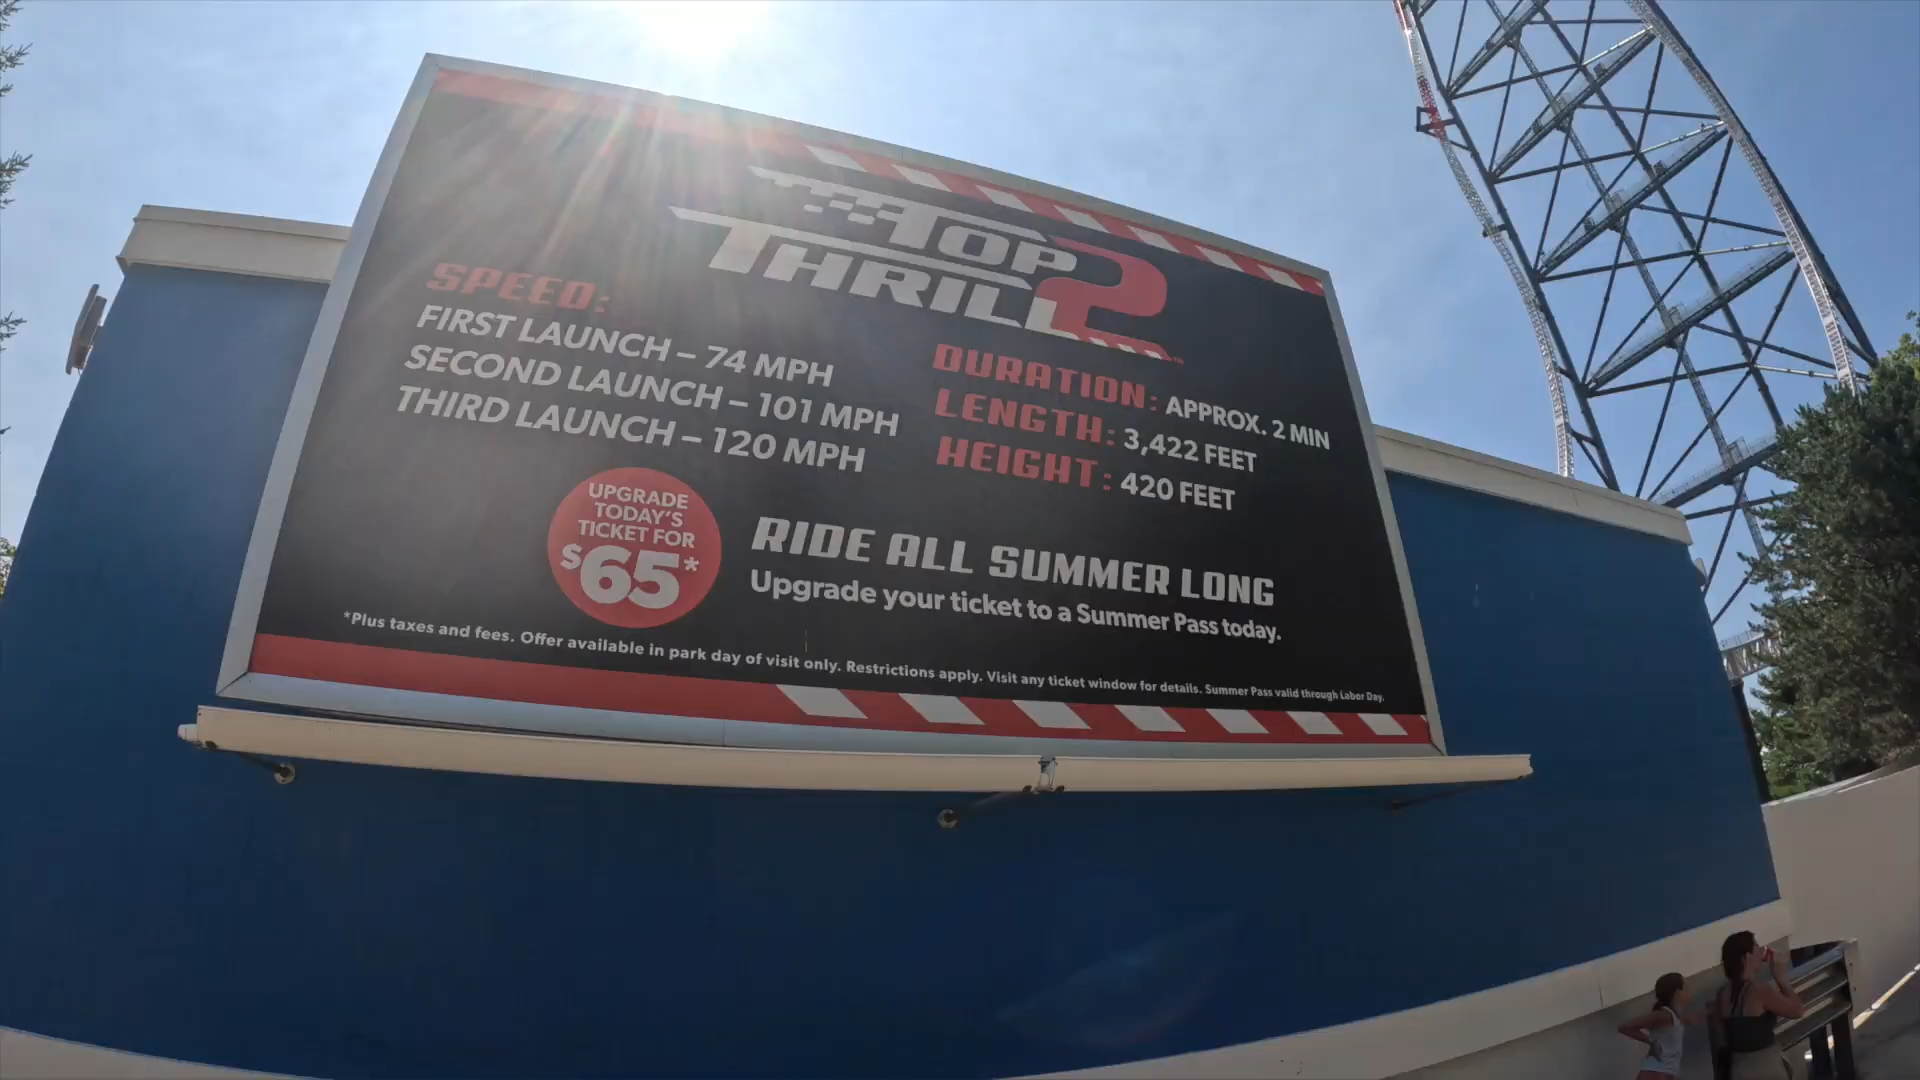 TOP
THRILL 2™
SPEED:
FIRST LAUNCH – 74 MPH
SECOND LAUNCH – 101 MPH
THIRD LAUNCH – 120 MPH
DURATION: APPROX. 2 MIN
LENGTH: 3,422 FEET
HEIGHT: 420 FEET
UPGRADE
TODAY'S
TICKET FOR
$65*
RIDE ALL SUMMER LONG
Upgrade your ticket to a Summer Pass today.
*Plus taxes and fees. Offer available in park day of visit only. Restrictions apply. Visit any ticket window for details. Summer Pass valid through Labor Day.